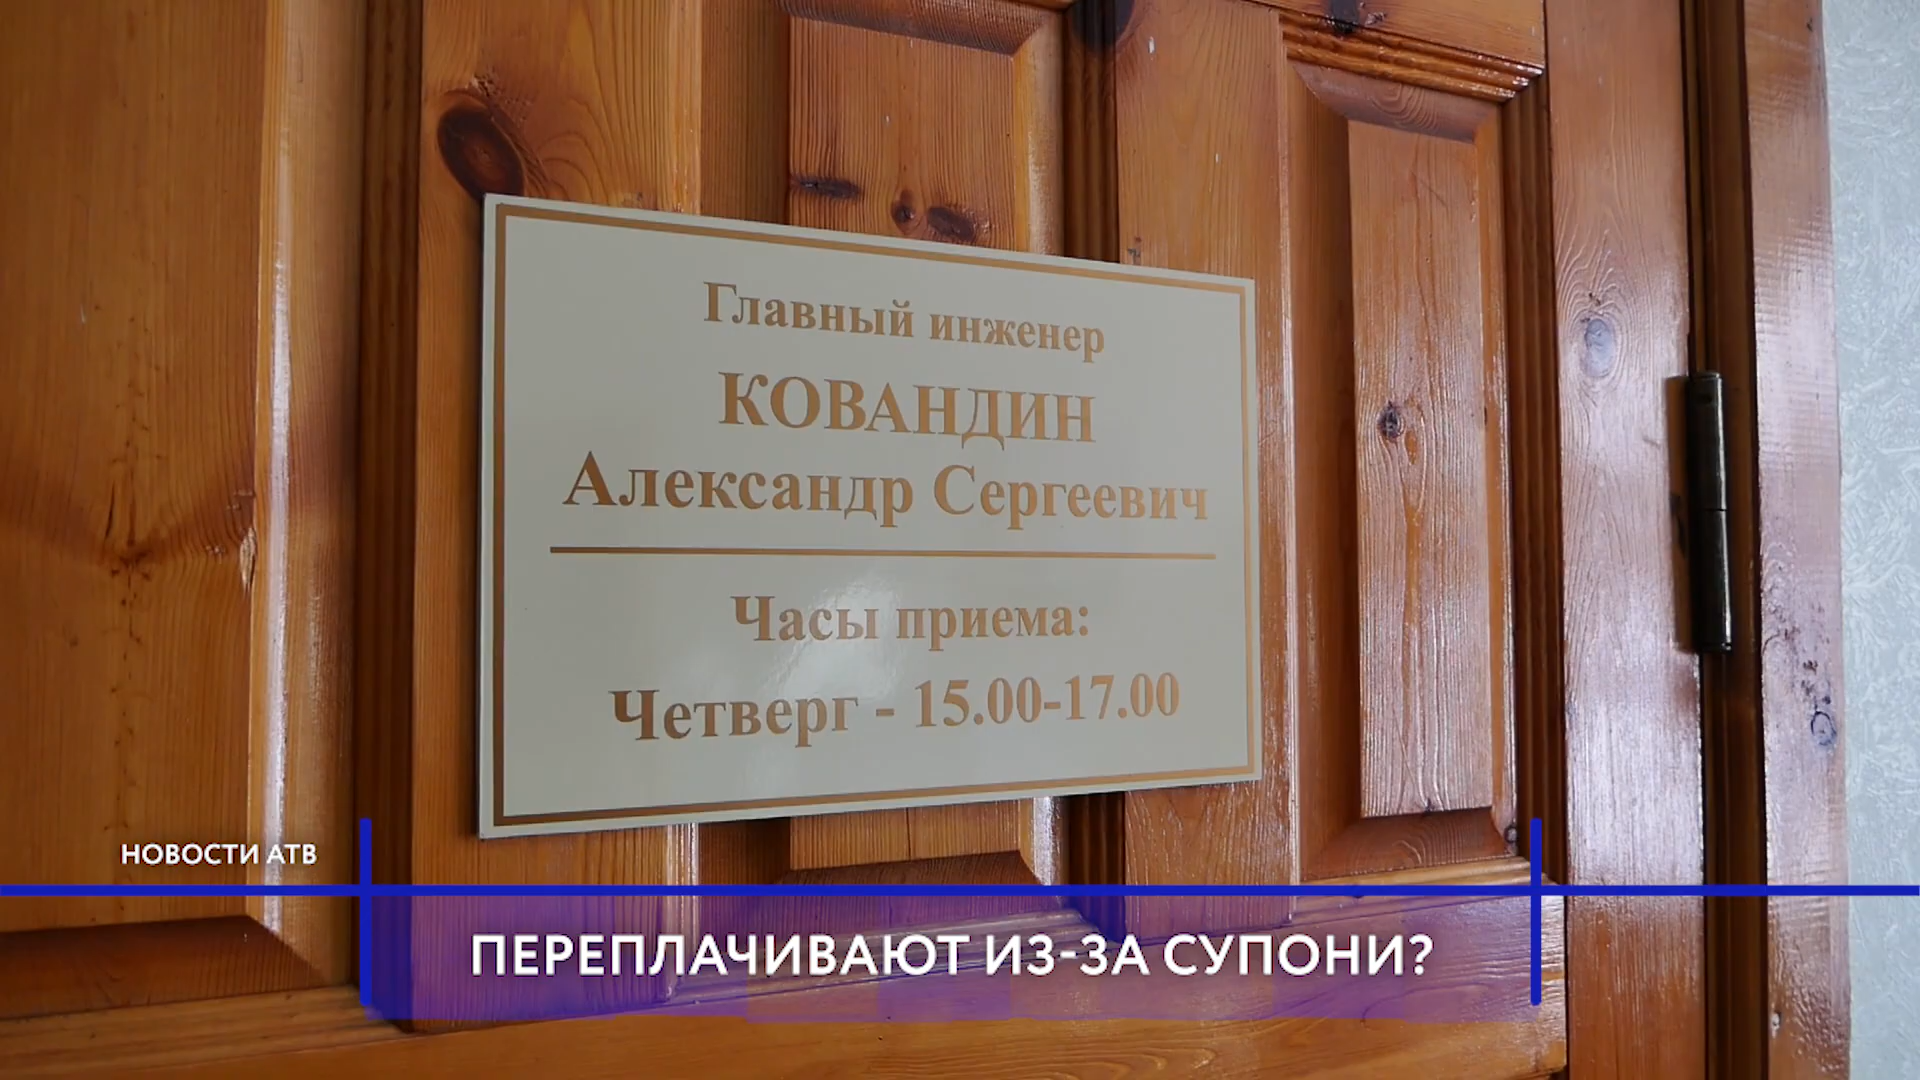 Главный инженер
КОВАНДИН
Александр Сергеевич
Часы приема:
Четверг - 15.00-17.00
НОВОСТИ АТВ
ПЕРЕПЛАЧИВАЮТ ИЗ-ЗА СУПОНИ?